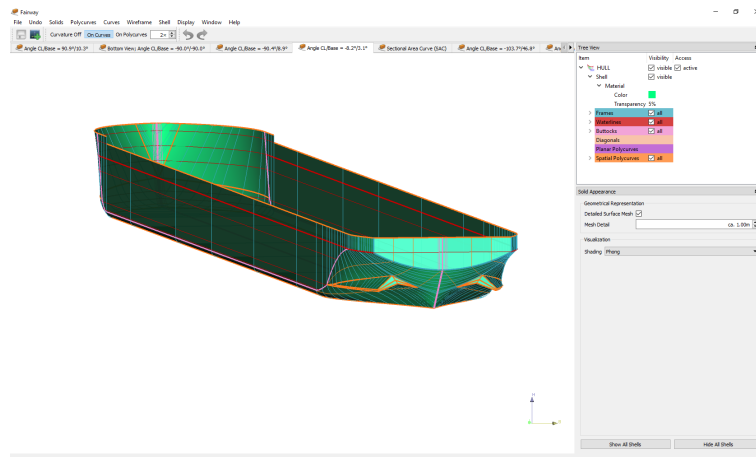 Fairway
File Undo Solids Polycurves Curves Wireframe Shell Display Window Help
Curvature Off On Curves On Polycurves 2×
Angle CL/Base = 90.9°/10.3° Bottom View; Angle CL/Base = -90.0°/-90.0° Angle CL/Base = -90.4°/8.9° Angle CL/Base = -8.2°/3.1° Sectional Area Curve (SAC) Angle CL/Base = -103.7°/46.8° An
Tree View
Item Visibility Access
HULL visible active
Shell visible
Material
Color
Transparency 5%
Frames all
Waterlines all
Buttocks all
Diagonals
Planar Polycurves
Spatial Polycurves all
Solid Appearance
Geometrical Representation
Detailed Surface Mesh
Mesh Detail ca. 1.00m
Visualization
Shading Phong
Show All Shells Hide All Shells